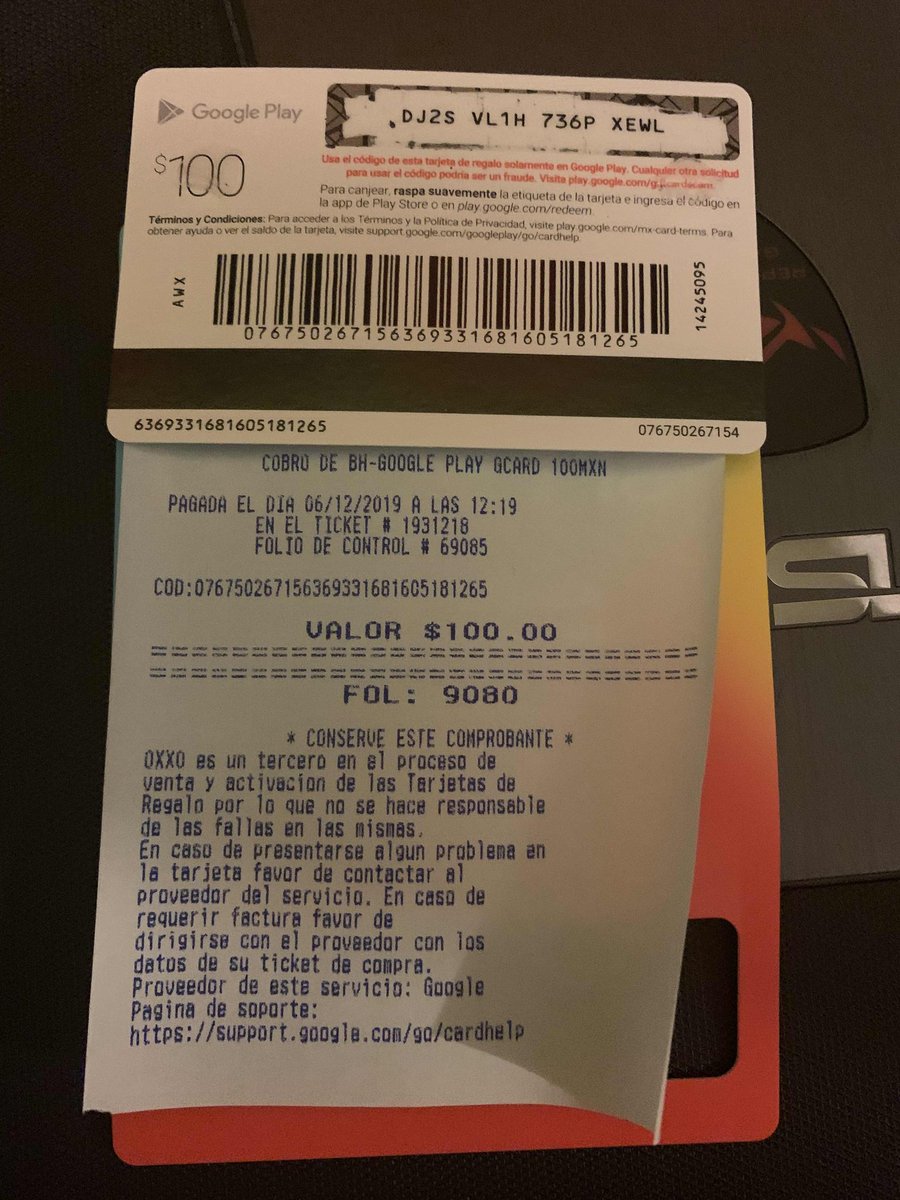 Google Play
DJ2S VL1H 736P XEWL
$100
Usa el código de esta tarjeta de regalo solamente en Google Play. Cualquier otra solicitud
para usar el código podría ser un fraude. Visita play.google.com/giftcardscam.
Para canjear, raspa suavemente la etiqueta de la tarjeta e ingresa el código en
la app de Play Store o en play.google.com/redeem.
Términos y Condiciones: Para acceder a los Términos y la Política de Privacidad, visite play.google.com/mx-card-terms. Para
obtener ayuda o ver el saldo de la tarjeta, visite support.google.com/googleplay/go/cardhelp.
AWX
14245095
076750267156369331681605181265
6369331681605181265
076750267154
COBRO DE BH-GOOGLE PLAY GCARD 100MXN
PAGADA EL DIA 06/12/2019 A LAS 12:19
EN EL TICKET # 1931218
FOLIO DE CONTROL # 69085
COD:076750267156369331681605181265
VALOR $100.00
FOL: 9080
* CONSERVE ESTE COMPROBANTE *
OXXO es un tercero en el proceso de
venta y activacion de las Tarjetas de
Regalo por lo que no se hace responsable
de las fallas en las mismas.
En caso de presentarse algun problema en
la tarjeta favor de contactar al
proveedor del servicio. En caso de
requerir factura favor de
dirigirse con el proveedor con los
datos de su ticket de compra.
Proveedor de este servicio: Google
Pagina de soporte:
https://support.google.com/go/cardhelp